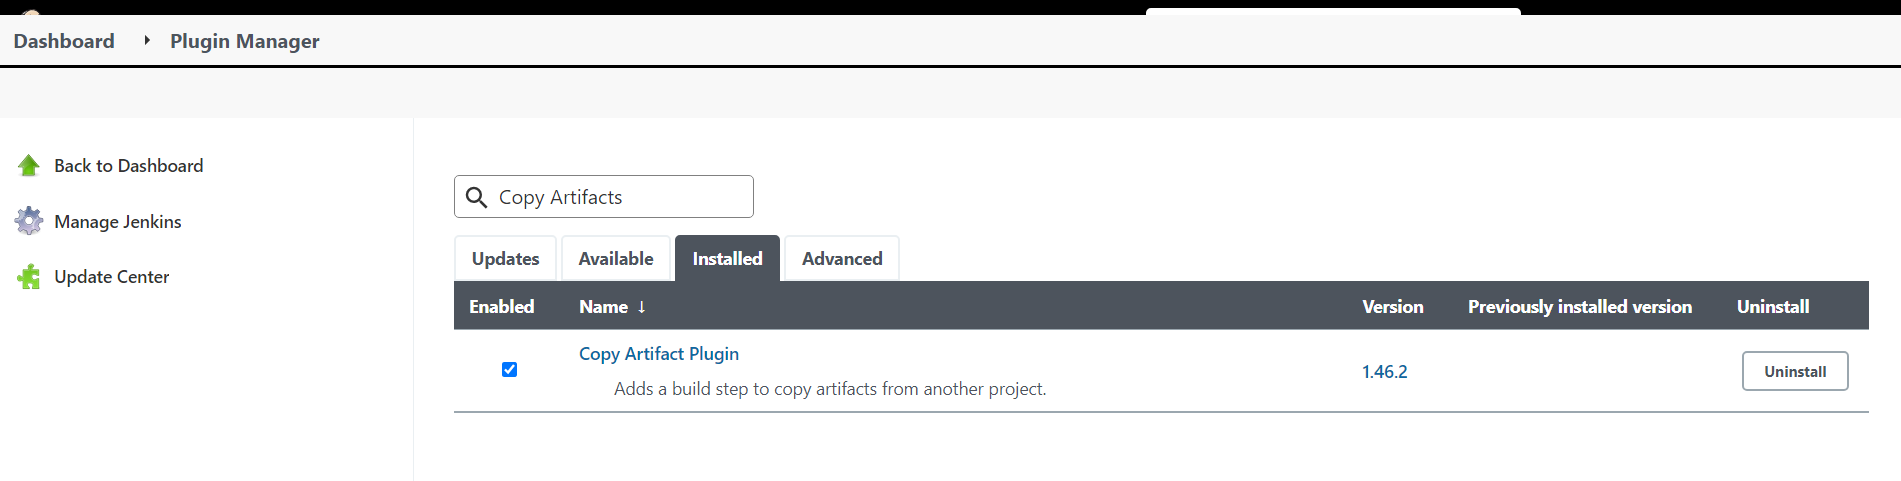 Dashboard Plugin Manager
Back to Dashboard
Manage Jenkins
Update Center
Copy Artifacts
Updates Available Installed Advanced
Enabled Name ↓ Version Previously installed version Uninstall
Copy Artifact Plugin
Adds a build step to copy artifacts from another project.
1.46.2
Uninstall